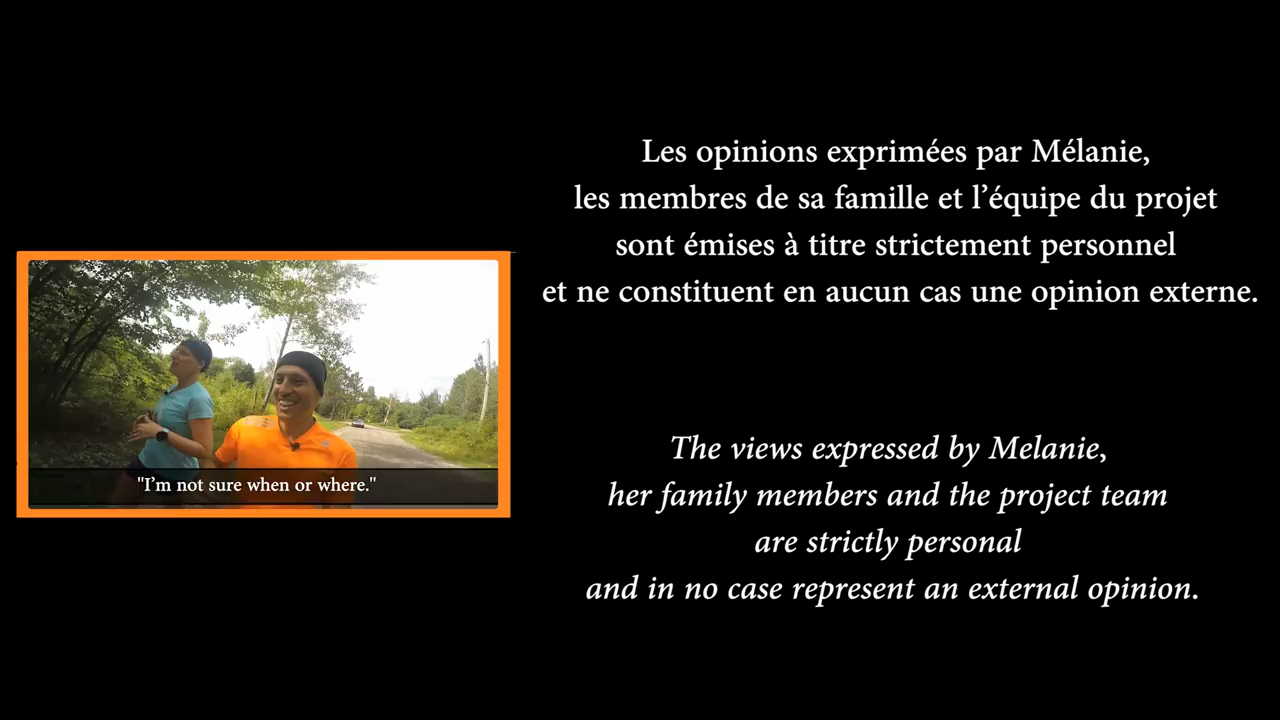 Les opinions exprimées par Mélanie,
les membres de sa famille et l’équipe du projet
sont émises à titre strictement personnel
et ne constituent en aucun cas une opinion externe.
"I'm not sure when or where."
The views expressed by Melanie,
her family members and the project team
are strictly personal
and in no case represent an external opinion.